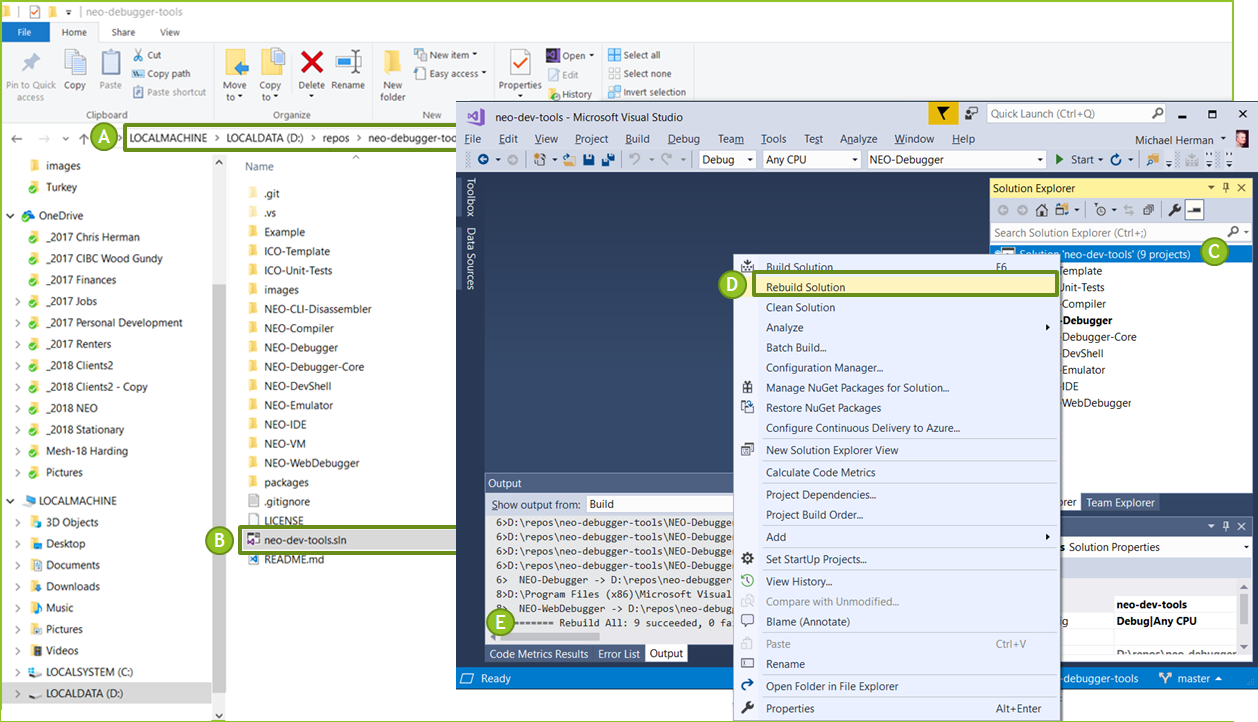 neo-debugger-tools
File Home Share View
Pin to Quick access
Copy
Paste
Cut
Copy path
Paste shortcut
Clipboard
Move to
Copy to
Delete
Rename
Organize
New folder
New item
Easy access
New
Properties
Open
Edit
History
Select all
Select none
Invert selection
A
LOCALMACHINE > LOCALDATA (D:) > repos >
images
Turkey
OneDrive
_2017 Chris Herman
_2017 CIBC Wood Gundy
_2017 Finances
_2017 Jobs
_2017 Personal Development
_2017 Renters
_2018 Clients2
_2018 Clients2 - Copy
_2018 NEO
_2018 Stationary
Mesh-18 Harding
Pictures
LOCALMACHINE
3D Objects
Desktop
Documents
Downloads
Music
Pictures
Videos
LOCALSYSTEM (C:)
LOCALDATA (D:)
Name
.git
.vs
Example
ICO-Template
ICO-Unit-Tests
images
NEO-CLI-Disassembler
NEO-Compiler
NEO-Debugger
NEO-Debugger-Core
NEO-DevShell
NEO-Emulator
NEO-IDE
NEO-VM
NEO-WebDebugger
packages
.gitignore
LICENSE
B
neo-dev-tools.sln
README.md
neo-dev-tools - Microsoft Visual Studio
Quick Launch (Ctrl+Q)
File Edit View Project Build Debug Team Tools Test Analyze Window Help
Michael Herman
Debug Any CPU NEO-Debugger Start
Toolbox
Data Sources
Solution Explorer
Search Solution Explorer (Ctrl+;)
Solution 'neo-dev-tools' (9 projects)
C
emplate
Unit-Tests
Compiler
Debugger
Debugger-Core
DevShell
Emulator
IDE
WebDebugger
Build Solution F6
D
Rebuild Solution
Clean Solution
Analyze
Batch Build...
Configuration Manager...
Manage NuGet Packages for Solution...
Restore NuGet Packages
Configure Continuous Delivery to Azure...
New Solution Explorer View
Calculate Code Metrics
Project Dependencies...
Project Build Order...
Add
Set StartUp Projects...
View History...
Compare with Unmodified...
Blame (Annotate)
Paste Ctrl+V
Rename
Open Folder in File Explorer
Properties Alt+Enter
Output
Show output from: Build
6>D:\repos\neo-debugger-tools\NEO-Debugge
6>D:\repos\neo-debugger-tools\NEO-Debugge
6>D:\repos\neo-debugger-tools\NEO-Debugge
6>D:\repos\neo-debugger-tools\NEO-Debugge
6> NEO-Debugger -> D:\repos\neo-debugger
8>D:\Program Files (x86)\Microsoft Visual
8> NEO-WebDebugger -> D:\repos\neo-debug
E
======= Rebuild All: 9 succeeded, 0 fa
Code Metrics Results Error List Output
Team Explorer
Solution Properties
neo-dev-tools
Debug|Any CPU
Ready
-debugger-tools
master